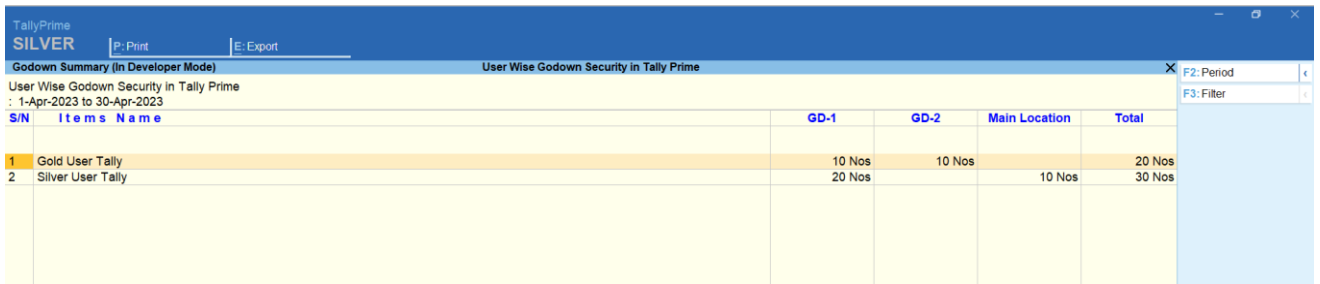 TallyPrime
SILVER P: Print E: Export
Godown Summary (In Developer Mode) User Wise Godown Security in Tally Prime
F2: Period
User Wise Godown Security in Tally Prime
F3: Filter
: 1-Apr-2023 to 30-Apr-2023
S/N Items Name GD-1 GD-2 Main Location Total
1 Gold User Tally 10 Nos 10 Nos 20 Nos
2 Silver User Tally 20 Nos 10 Nos 30 Nos